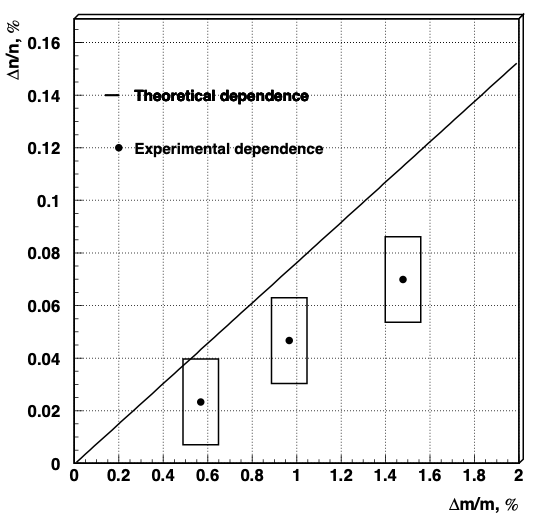 Δn/n, %
0.16
0.14
0.12
0.1
0.08
0.06
0.04
0.02
0
Theoretical dependence
Experimental dependence
0 0.2 0.4 0.6 0.8 1 1.2 1.4 1.6 1.8 2
Δm/m, %